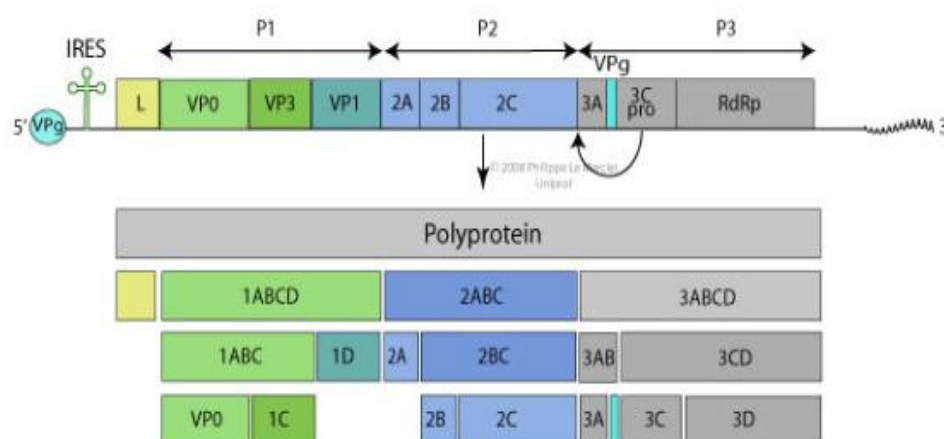 P1 P2 P3
IRES
VPg
L VP0 VP3 VP1 2A 2B 2C 3A 3C pro RdRp
5' VPg 3
© 2008 Philippe Le Mercier
Uniprot
Polyprotein
1ABCD 2ABC 3ABCD
1ABC 1D 2A 2BC 3AB 3CD
VP0 1C 2B 2C 3A 3C 3D